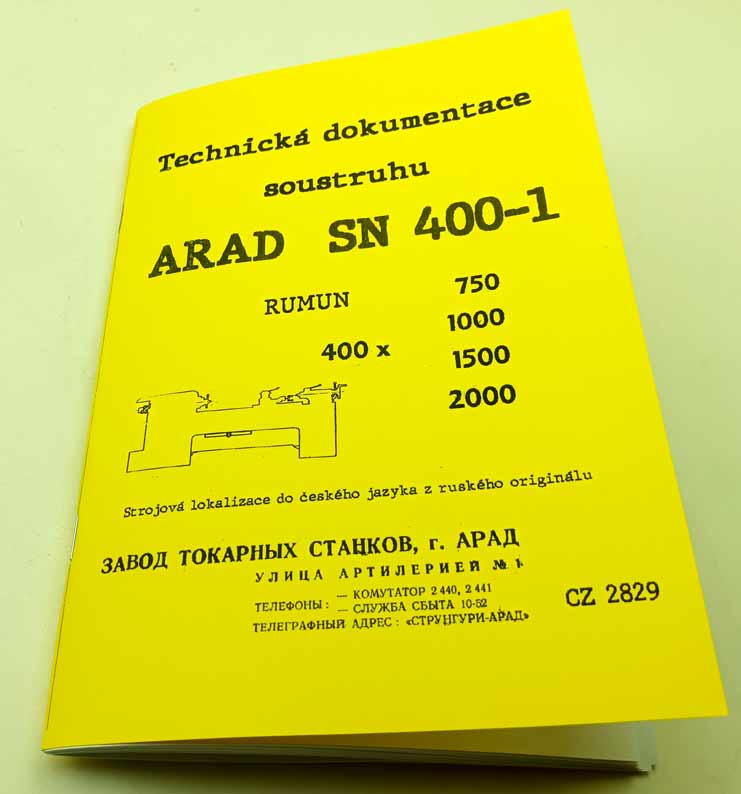 Technická dokumentace
soustruhu
ARAD SN 400-1
RUMUN
400 x
750
1000
1500
2000
Strojová lokalizace do českého jazyka z ruského originálu
ЗАВОД ТОКАРНЫХ СТАНКОВ, г. АРАД
УЛИЦА АРТИЛЕРИЕЙ № 1
ТЕЛЕФОНЫ: — КОМУТАТОР 2 440, 2 441
— СЛУЖБА СБЫТА 10-52
ТЕЛЕГРАФНЫЙ АДРЕС: «СТРУНГУРИ-АРАД»
CZ 2829